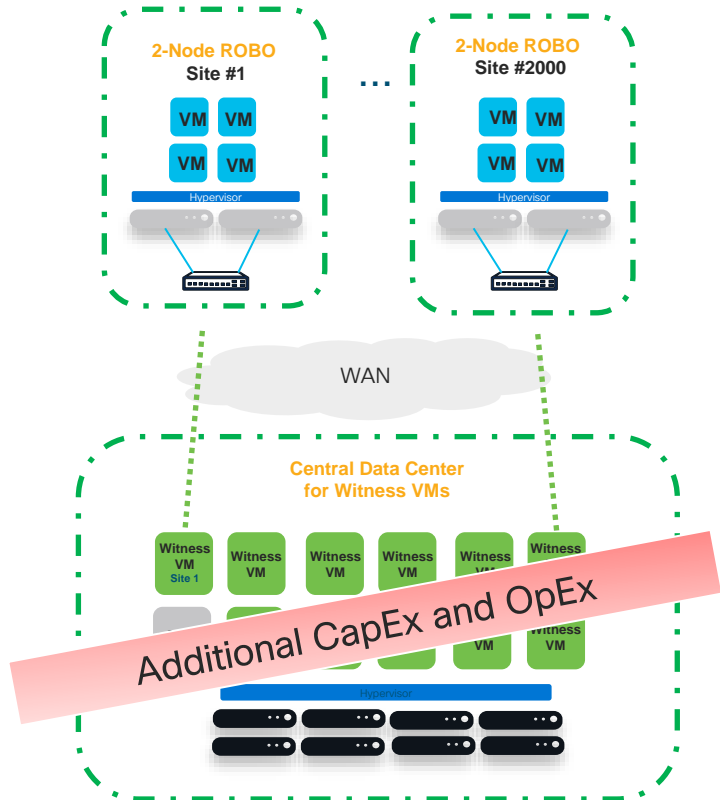 2-Node ROBO
Site #1
...
2-Node ROBO
Site #2000
VM VM
VM VM
Hypervisor
VM VM
VM VM
Hypervisor
WAN
Central Data Center
for Witness VMs
Witness
VM
Site 1
Witness
VM
Witness
VM
Witness
VM
Witness
VM
Witness
Additional CapEx and OpEx
VM
Witness
VM
Hypervisor